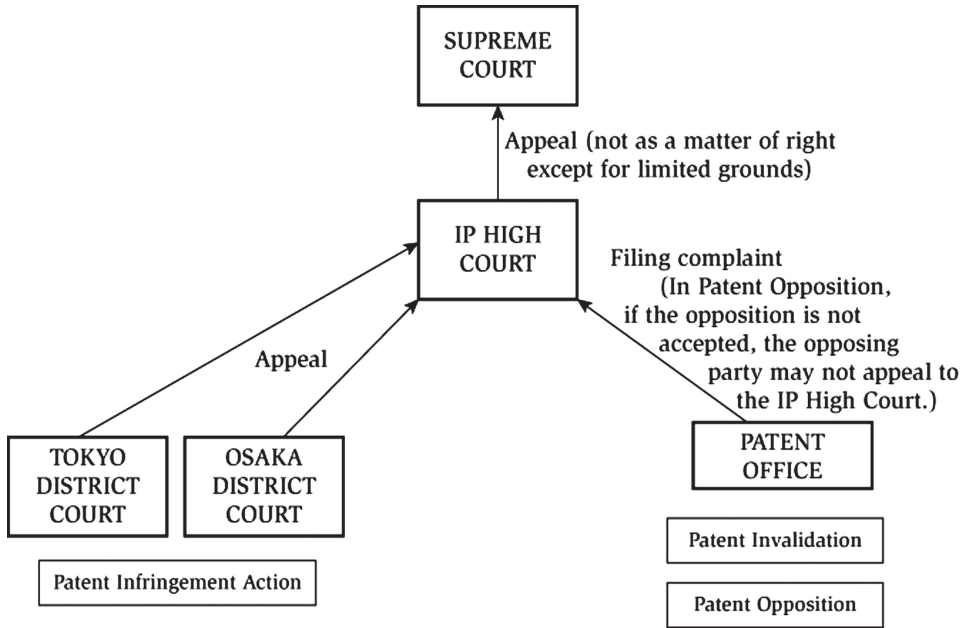 SUPREME
COURT
Appeal (not as a matter of right
except for limited grounds)
IP HIGH
COURT
Filing complaint
(In Patent Opposition,
if the opposition is not
accepted, the opposing
party may not appeal to
the IP High Court.)
Appeal
TOKYO
DISTRICT
COURT
OSAKA
DISTRICT
COURT
PATENT
OFFICE
Patent Infringement Action
Patent Invalidation
Patent Opposition